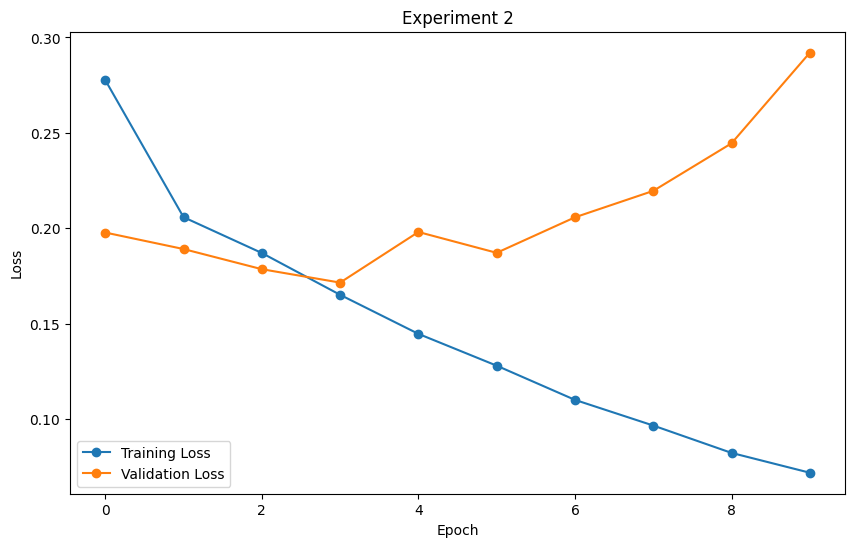 Experiment 2
Loss
0.30
0.25
0.20
0.15
0.10
Training Loss
Validation Loss
0 2 4 6 8
Epoch